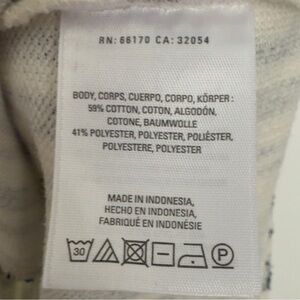 RN: 66170 CA: 32054
BODY, CORPS, CUERPO, CORPO, KÖRPER :
59% COTTON, COTON, ALGODÓN,
COTONE, BAUMWOLLE
41% POLYESTER, POLYESTER, POLIÉSTER,
POLYESTERE, POLYESTER
MADE IN INDONESIA,
HECHO EN INDONESIA,
FABRIQUÉ EN INDONÉSIE
30 P